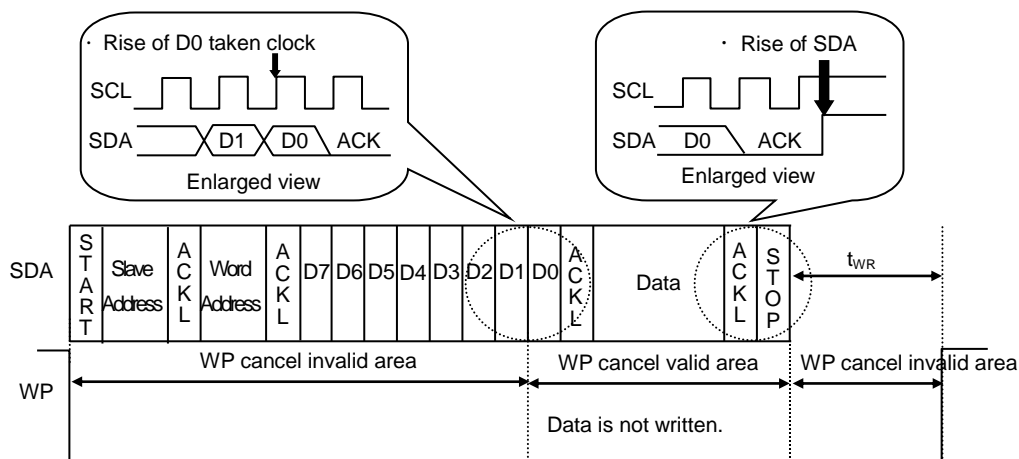 ・ Rise of D0 taken clock
SCL
SDA D1 D0 ACK
Enlarged view
・ Rise of SDA
SCL
SDA D0 ACK
Enlarged view
SDA
START
Slave Address
ACKL
Word Address
ACKL
D7 D6 D5 D4 D3 D2 D1 D0
ACKL
Data
ACKL
STOP
tWR
WP
WP cancel invalid area
WP cancel valid area
WP cancel invalid area
Data is not written.